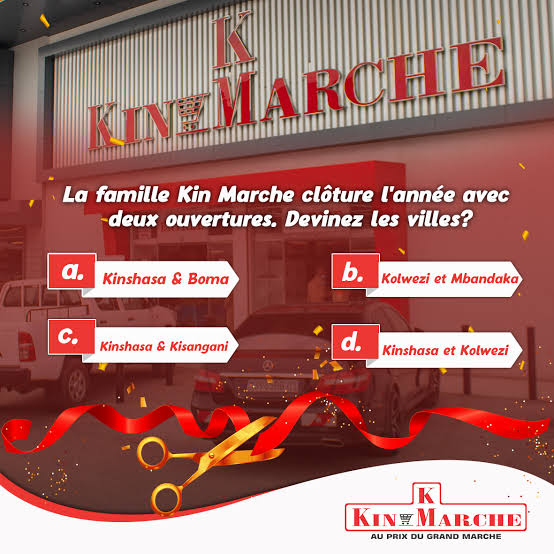 K
KIN MARCHE
La famille Kin Marche clôture l'année avec
deux ouvertures. Devinez les villes?
a. Kinshasa & Boma
b. Kolwezi et Mbandaka
c. Kinshasa & Kisangani
d. Kinshasa et Kolwezi
K
KIN MARCHE
AU PRIX DU GRAND MARCHE